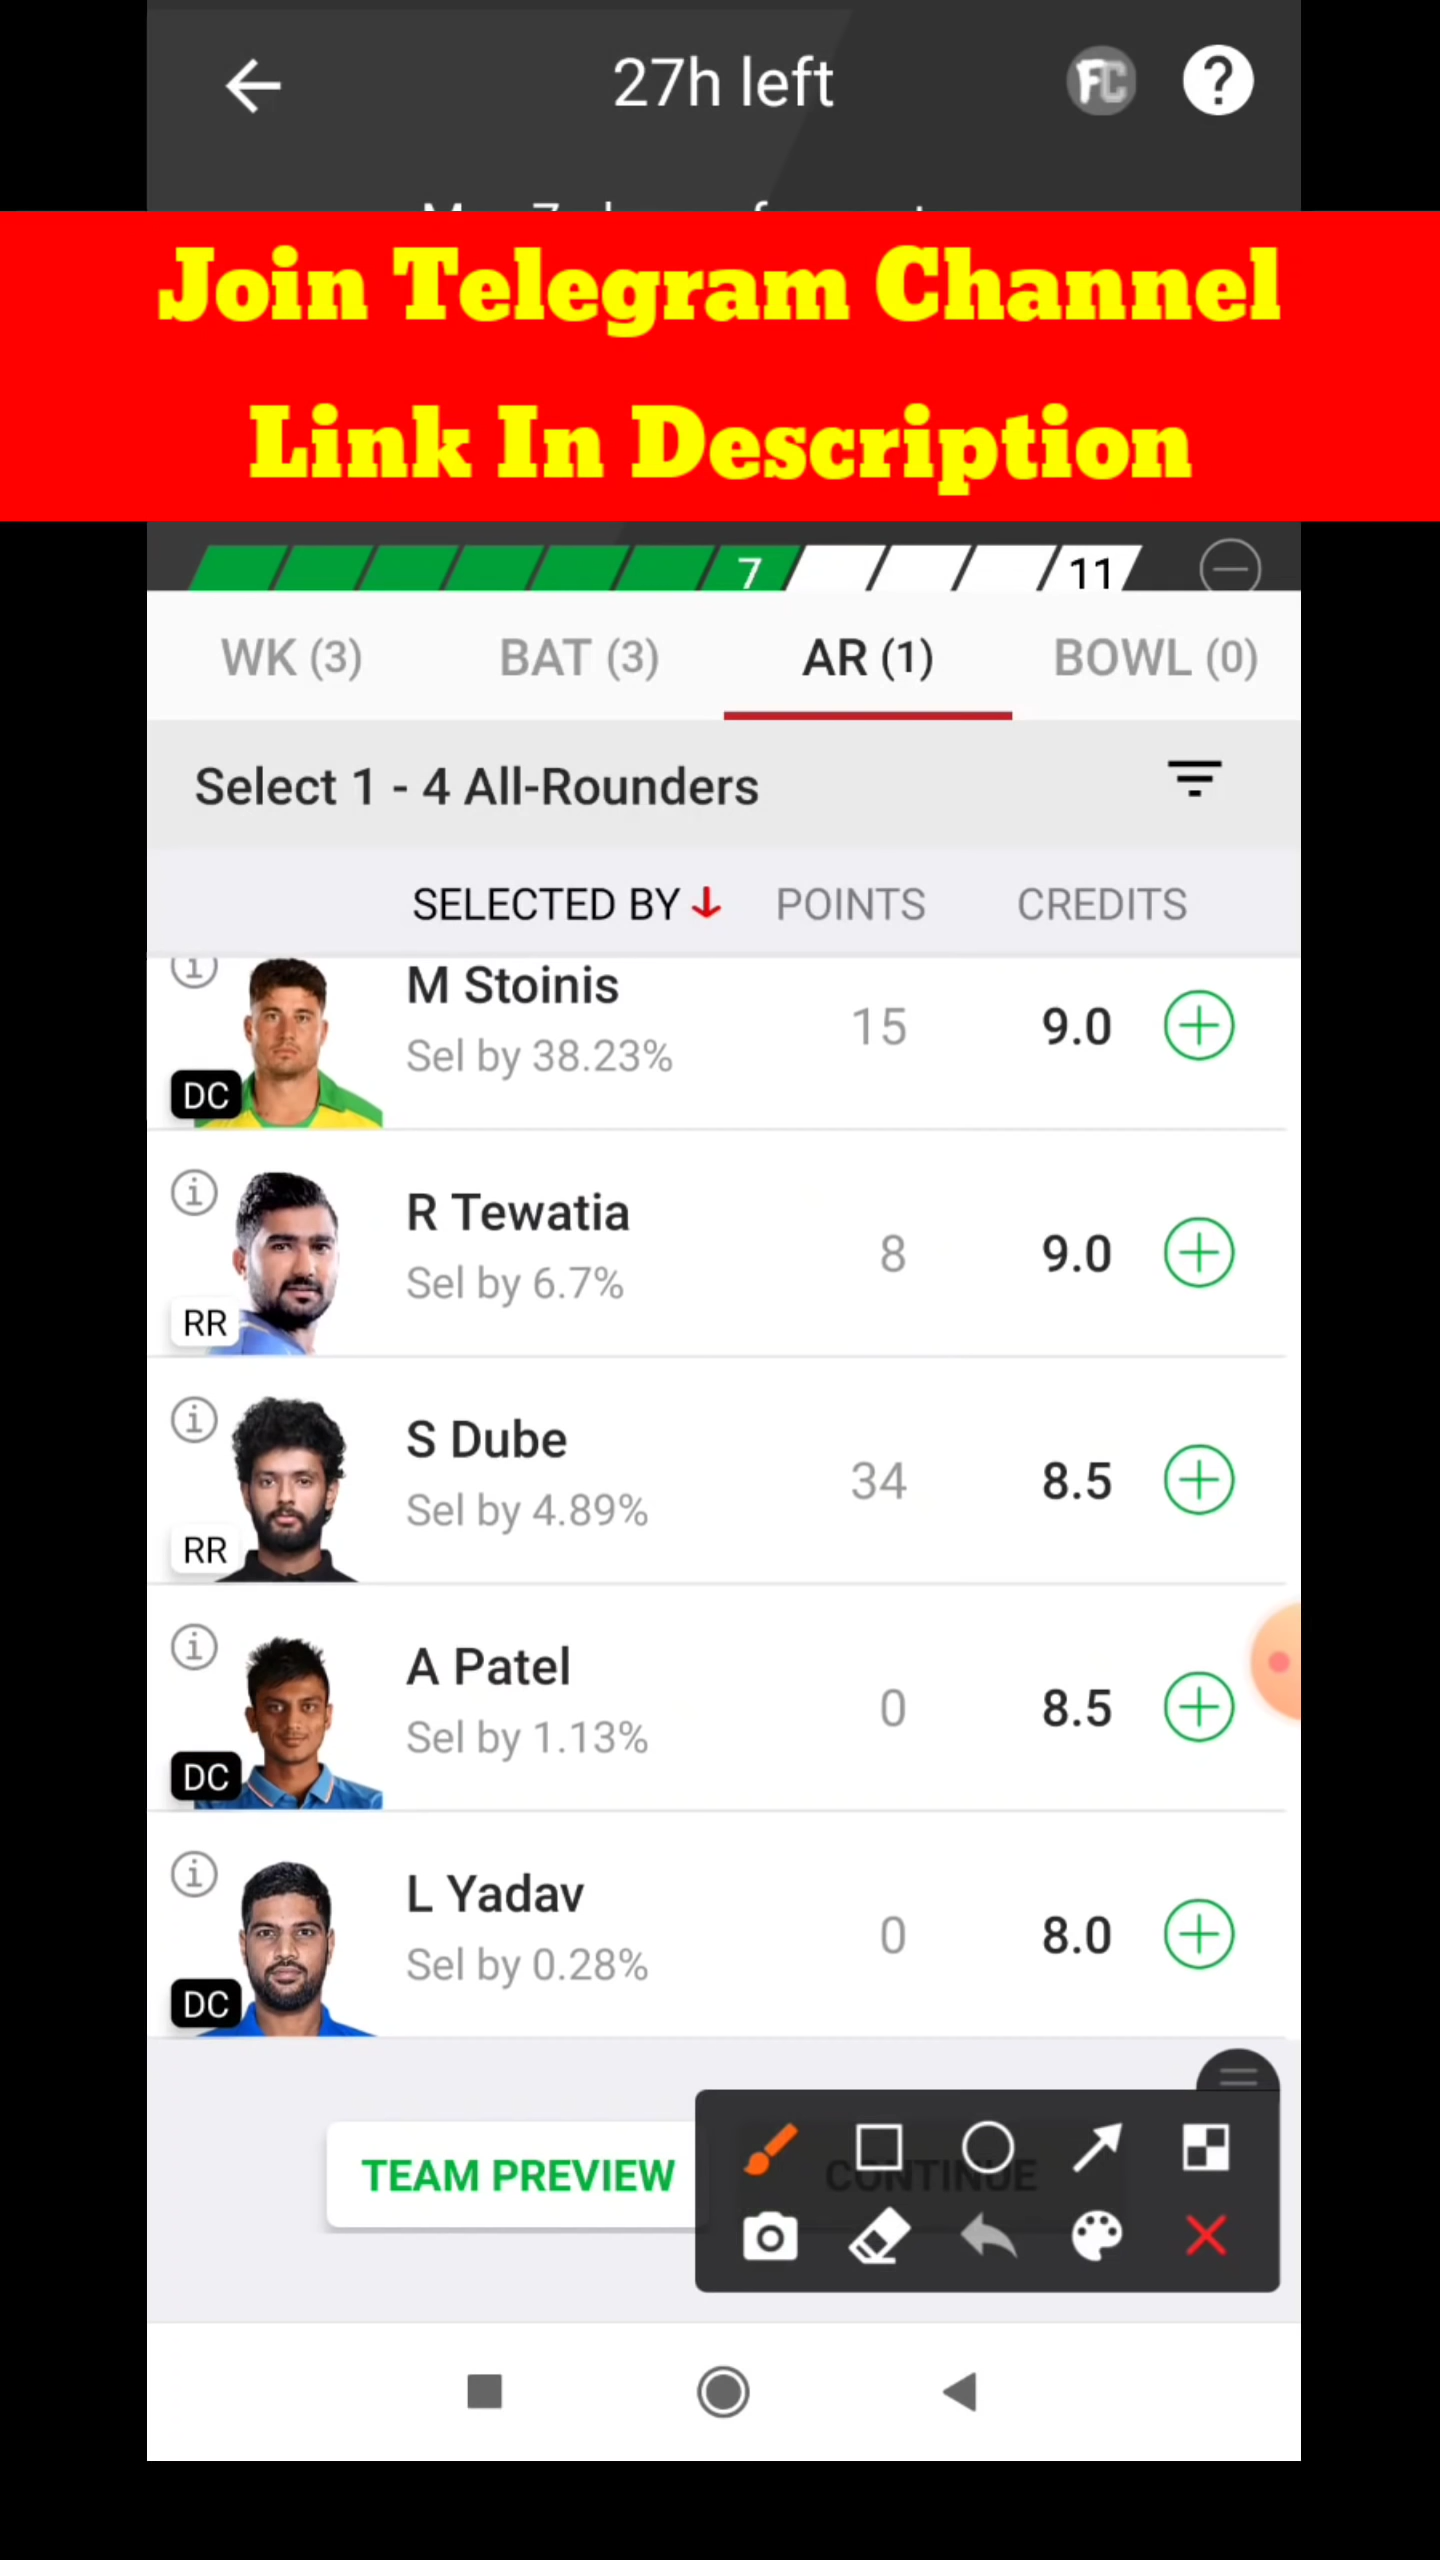 27h left
FC ?
Join Telegram Channel
Link In Description
7 11
WK (3) BAT (3) AR (1) BOWL (0)
Select 1 - 4 All-Rounders
SELECTED BY POINTS CREDITS
M Stoinis
15 9.0
Sel by 38.23%
DC
R Tewatia
8 9.0
Sel by 6.7%
RR
S Dube
34 8.5
Sel by 4.89%
RR
A Patel
0 8.5
Sel by 1.13%
DC
L Yadav
0 8.0
Sel by 0.28%
DC
TEAM PREVIEW CONTINUE